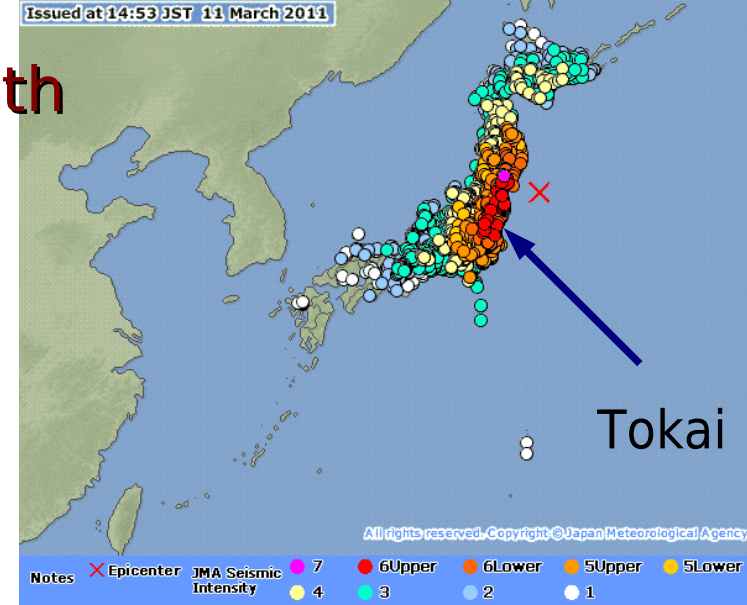 Issued at 14:53 JST 11 March 2011
th
Tokai
All rights reserved. Copyright © Japan Meteorological Agency
Notes
Epicenter
JMA Seismic
Intensity
7
6Upper
6Lower
5Upper
5Lower
4
3
2
1